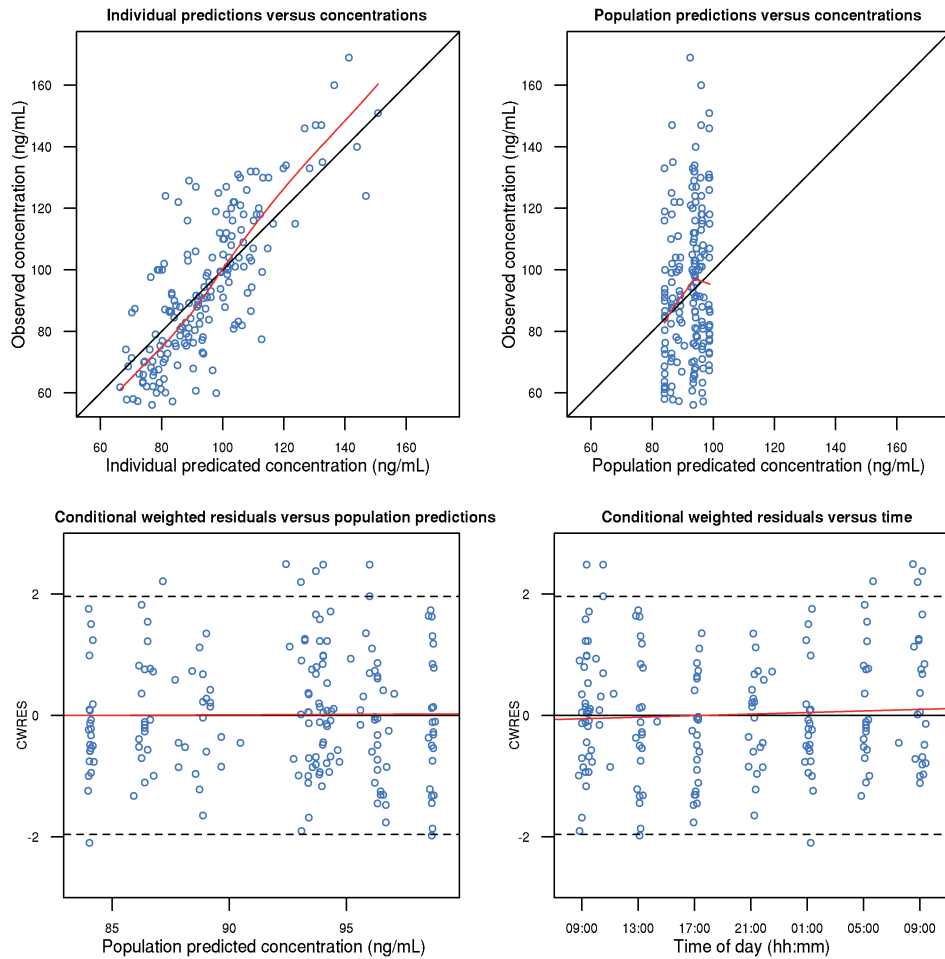 Individual predictions versus concentrations
Observed concentration (ng/mL)
160
140
120
100
80
60
60 80 100 120 140 160
Individual predicated concentration (ng/mL)
Population predictions versus concentrations
Observed concentration (ng/mL)
160
140
120
100
80
60
60 80 100 120 140 160
Population predicated concentration (ng/mL)
Conditional weighted residuals versus population predictions
CWRES
2
0
-2
85 90 95
Population predicted concentration (ng/mL)
Conditional weighted residuals versus time
CWRES
2
0
-2
09:00 13:00 17:00 21:00 01:00 05:00 09:00
Time of day (hh:mm)